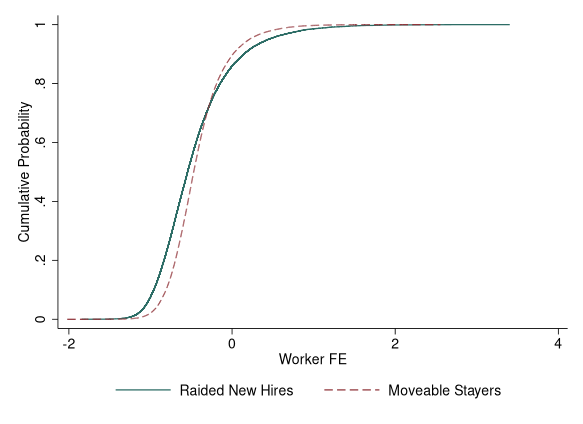 1
.8
.6
.4
.2
0
Cumulative Probability
-2 0 2 4
Worker FE
Raided New Hires Moveable Stayers